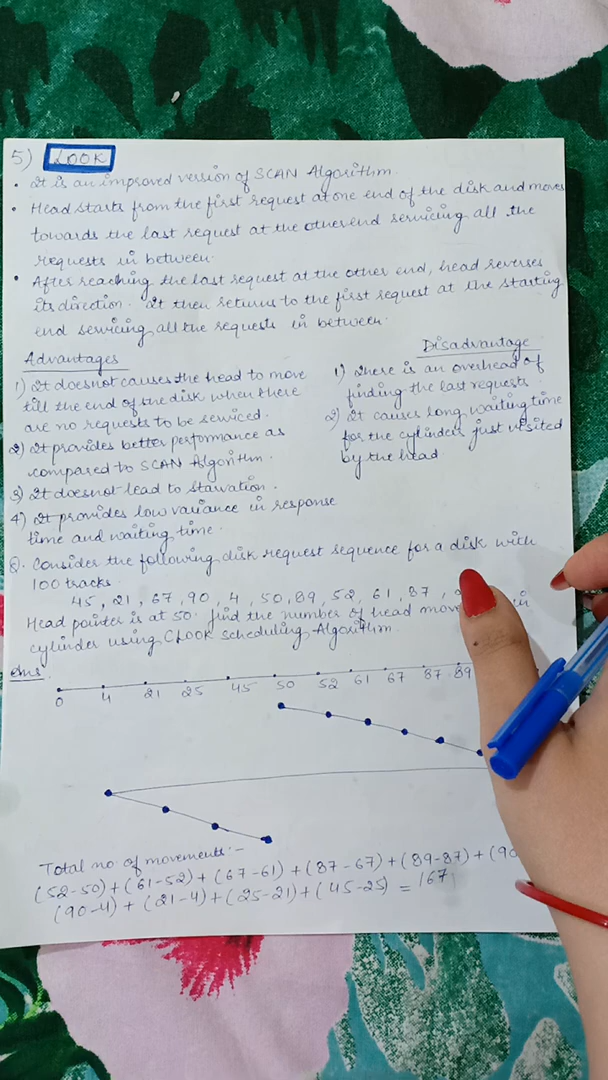 5) LOOK
• It is an improved version of SCAN Algorithm.
• Head starts from the first request at one end of the disk and moves
towards the last request at the other end servicing all the
requests in between.
• After reaching the last request at the other end, head reverses
its direction. It then returns to the first request at the starting
end servicing all the requests in between.
Advantages
1) It doesnot causes the head to move
till the end of the disk when there
are no requests to be serviced.
2) It provides better performance as
compared to SCAN Algorithm.
3) It doesnot lead to starvation.
4) It provides low variance in response
time and waiting time.
Disadvantage
1) There is an overhead of
finding the last requests.
2) It causes long waiting time
for the cylinders just visited
by the head.
Q. Consider the following disk request sequence for a disk with
100 tracks.
45, 21, 67, 90, 4, 50, 89, 52, 61, 87,
Head pointer is at 50. find the number of head in
cylinder using CLOOK scheduling Algorithm.
Ans.
0 4 21 25 45 50 52 61 67 87 89
Total no of movements:-
(52-50)+(61-52)+(67-61)+(87-67)+(89-87)+(90
(90-4)+(21-4)+(25-21)+(45-25) = 167